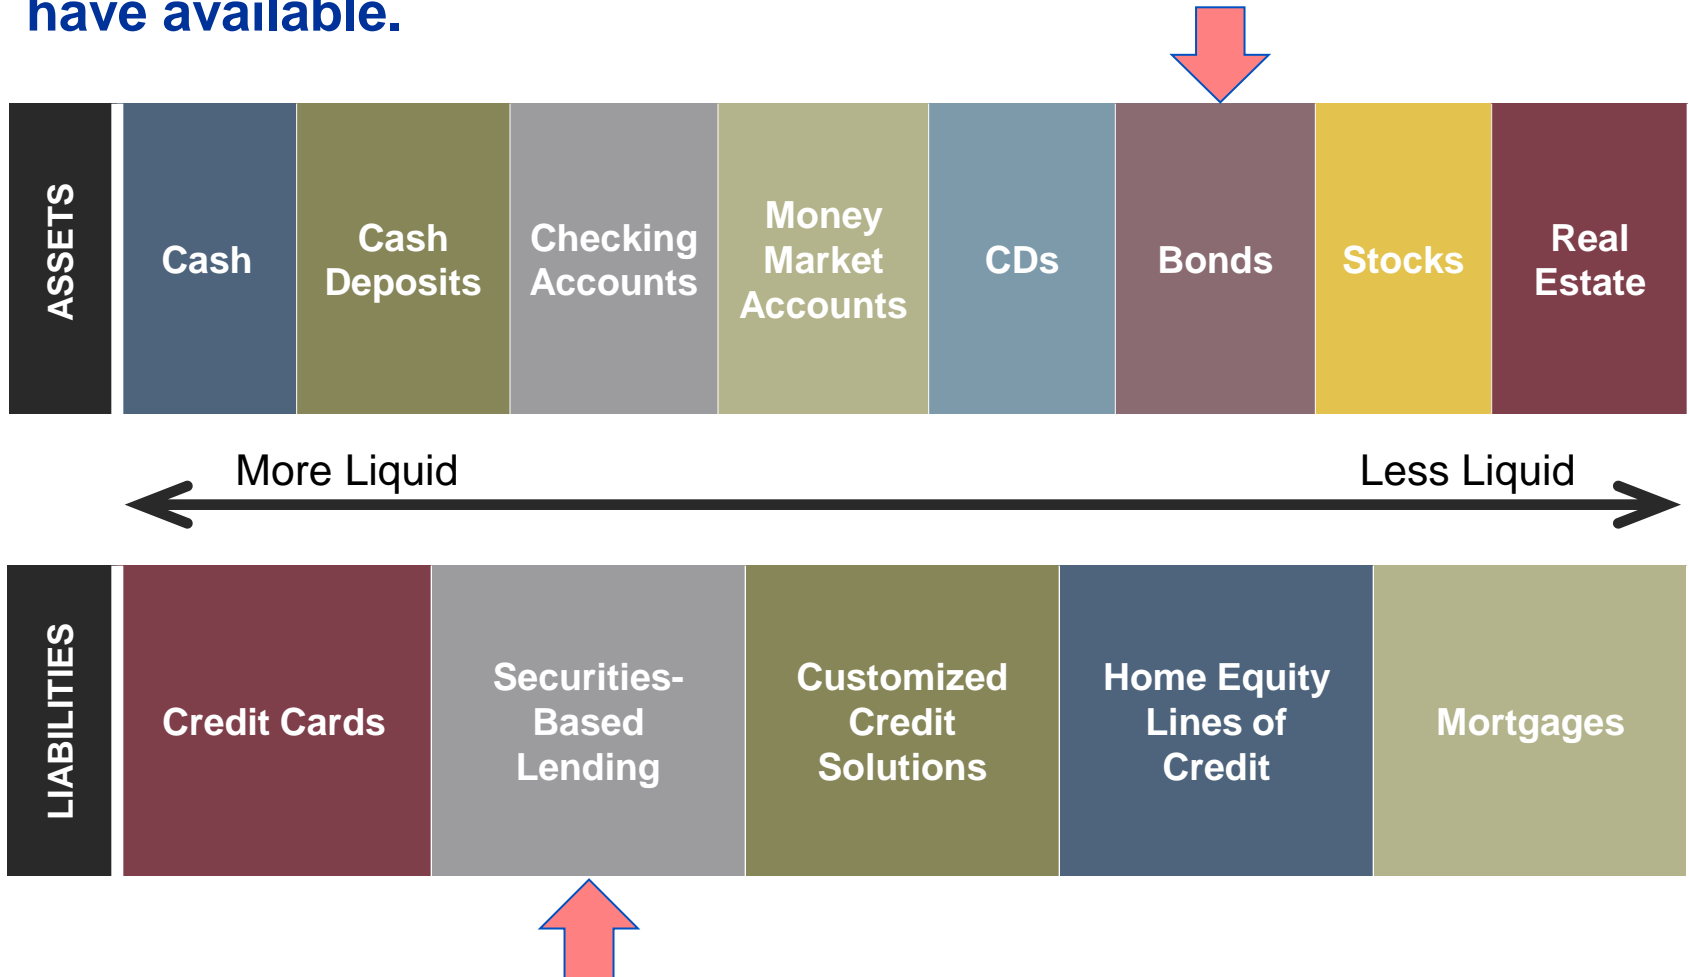 have available.
ASSETS
Cash
Cash
Deposits
Checking
Accounts
Money
Market
Accounts
CDs
Bonds
Stocks
Real
Estate
More Liquid
Less Liquid
LIABILITIES
Credit Cards
Securities-
Based
Lending
Customized
Credit
Solutions
Home Equity
Lines of
Credit
Mortgages